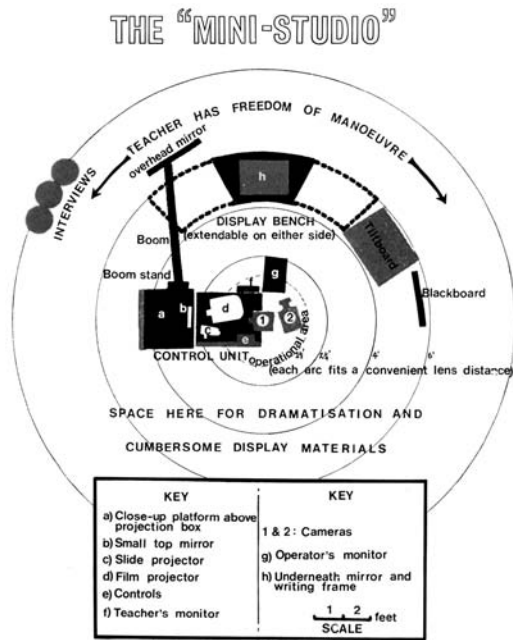 THE "MINI-STUDIO"
TEACHER HAS FREEDOM OF MANOEUVRE
overhead mirror
INTERVIEWS
h
DISPLAY BENCH
(extendable on either side)
Tiltboard
Boom
Boom stand
g
f
Blackboard
a
b
d
c
1
2
e
CONTROL UNIT
operational area
4'
6'
(each arc fits a convenient lens distance)
SPACE HERE FOR DRAMATISATION AND
CUMBERSOME DISPLAY MATERIALS
KEY
a) Close-up platform above
projection box
b) Small top mirror
c) Slide projector
d) Film projector
e) Controls
f) Teacher's monitor
KEY
1 & 2: Cameras
g) Operator's monitor
h) Underneath mirror and
writing frame
1 2 feet
SCALE